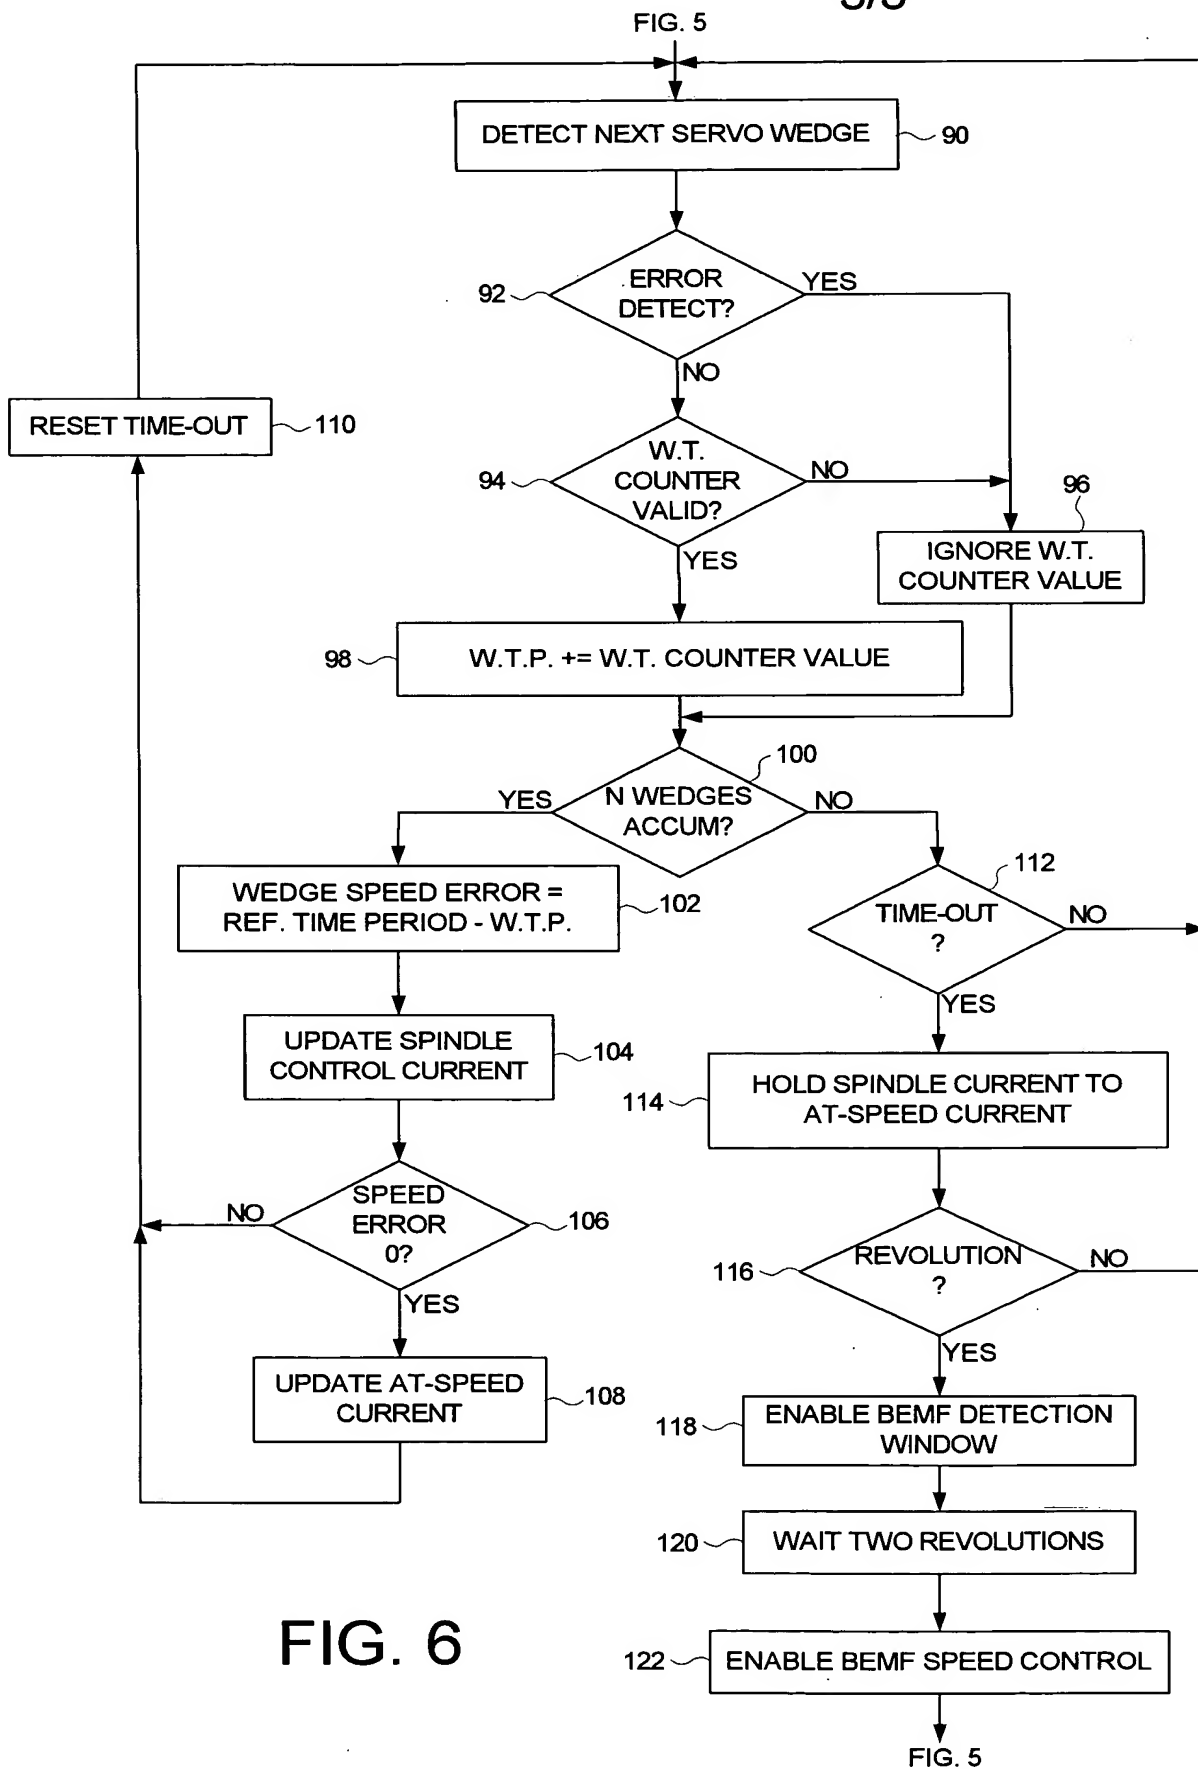 5/5
FIG. 5
DETECT NEXT SERVO WEDGE
90
ERROR
DETECT?
92
YES
NO
RESET TIME-OUT
110
W.T.
COUNTER
VALID?
94
NO
YES
96
IGNORE W.T.
COUNTER VALUE
98
W.T.P. += W.T. COUNTER VALUE
100
YES
N WEDGES
ACCUM?
NO
WEDGE SPEED ERROR =
REF. TIME PERIOD - W.T.P.
102
112
TIME-OUT
?
NO
YES
UPDATE SPINDLE
CONTROL CURRENT
104
114
HOLD SPINDLE CURRENT TO
AT-SPEED CURRENT
NO
SPEED
ERROR
0?
106
YES
116
REVOLUTION
?
NO
YES
UPDATE AT-SPEED
CURRENT
108
118
ENABLE BEMF DETECTION
WINDOW
120
WAIT TWO REVOLUTIONS
122
ENABLE BEMF SPEED CONTROL
FIG. 5
FIG. 6